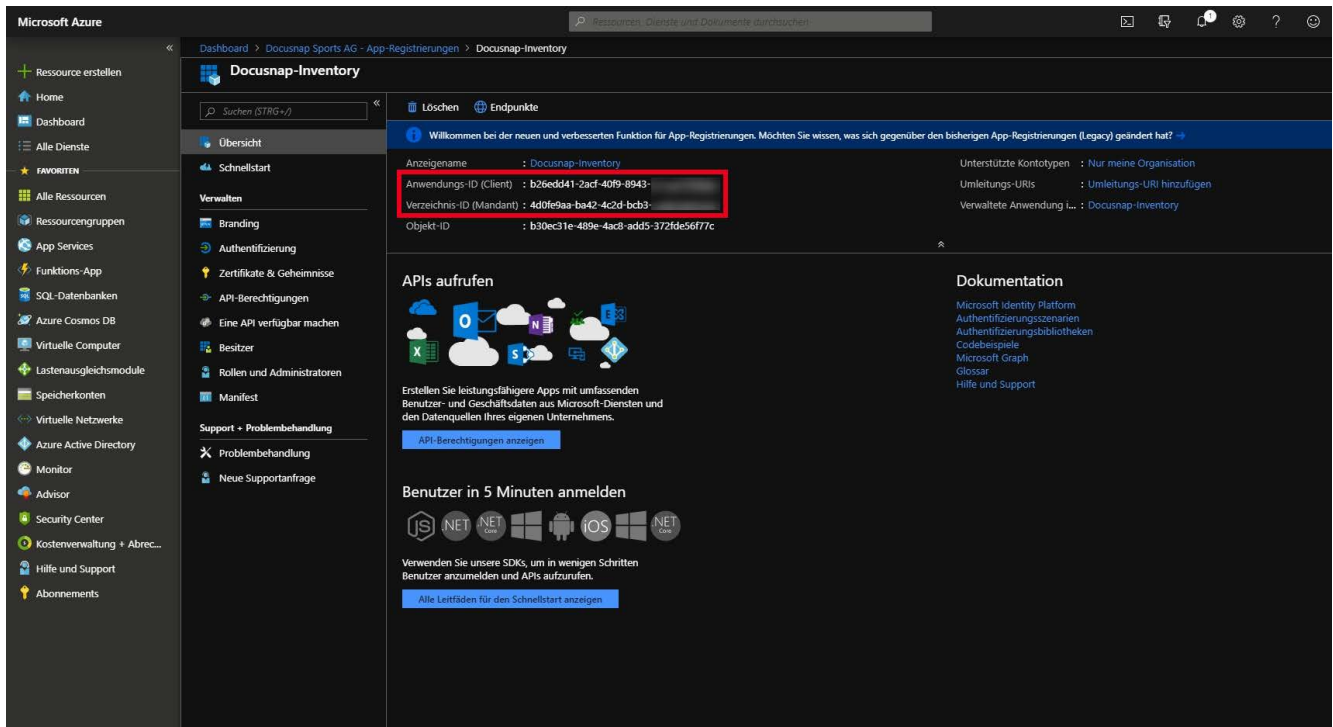 Microsoft Azure
Ressourcen, Dienste und Dokumente durchsuchen
1
Dashboard > Docusnap Sports AG - App-Registrierungen > Docusnap-Inventory
Docusnap-Inventory
Ressource erstellen
Home
Dashboard
Alle Dienste
FAVORITEN
Alle Ressourcen
Ressourcengruppen
App Services
Funktions-App
SQL-Datenbanken
Azure Cosmos DB
Virtuelle Computer
Lastenausgleichsmodule
Speicherkonten
Virtuelle Netzwerke
Azure Active Directory
Monitor
Advisor
Security Center
Kostenverwaltung + Abrec...
Hilfe und Support
Abonnements
Suchen (STRG+/)
Übersicht
Schnellstart
Verwalten
Branding
Authentifizierung
Zertifikate & Geheimnisse
API-Berechtigungen
Eine API verfügbar machen
Besitzer
Rollen und Administratoren
Manifest
Support + Problembehandlung
Problembehandlung
Neue Supportanfrage
Löschen Endpunkte
Willkommen bei der neuen und verbesserten Funktion für App-Registrierungen. Möchten Sie wissen, was sich gegenüber den bisherigen App-Registrierungen (Legacy) geändert hat? →
Anzeigename : Docusnap-Inventory
Anwendungs-ID (Client) : b26edd41-2acf-40f9-8943-
Verzeichnis-ID (Mandant) : 4d0fe9aa-ba42-4c2d-bcb3-
Objekt-ID : b30ec31e-489e-4ac8-add5-372fde56f77c
Unterstützte Kontotypen : Nur meine Organisation
Umleitungs-URIs : Umleitungs-URI hinzufügen
Verwaltete Anwendung i... : Docusnap-Inventory
APIs aufrufen
Erstellen Sie leistungsfähigere Apps mit umfassenden
Benutzer- und Geschäftsdaten aus Microsoft-Diensten und
den Datenquellen Ihres eigenen Unternehmens.
API-Berechtigungen anzeigen
Benutzer in 5 Minuten anmelden
JS .NET .NET Core iOS .NET Core
Verwenden Sie unsere SDKs, um in wenigen Schritten
Benutzer anzumelden und APIs aufzurufen.
Alle Leitfäden für den Schnellstart anzeigen
Dokumentation
Microsoft Identity Platform
Authentifizierungsszenarien
Authentifizierungsbibliotheken
Codebeispiele
Microsoft Graph
Glossar
Hilfe und Support